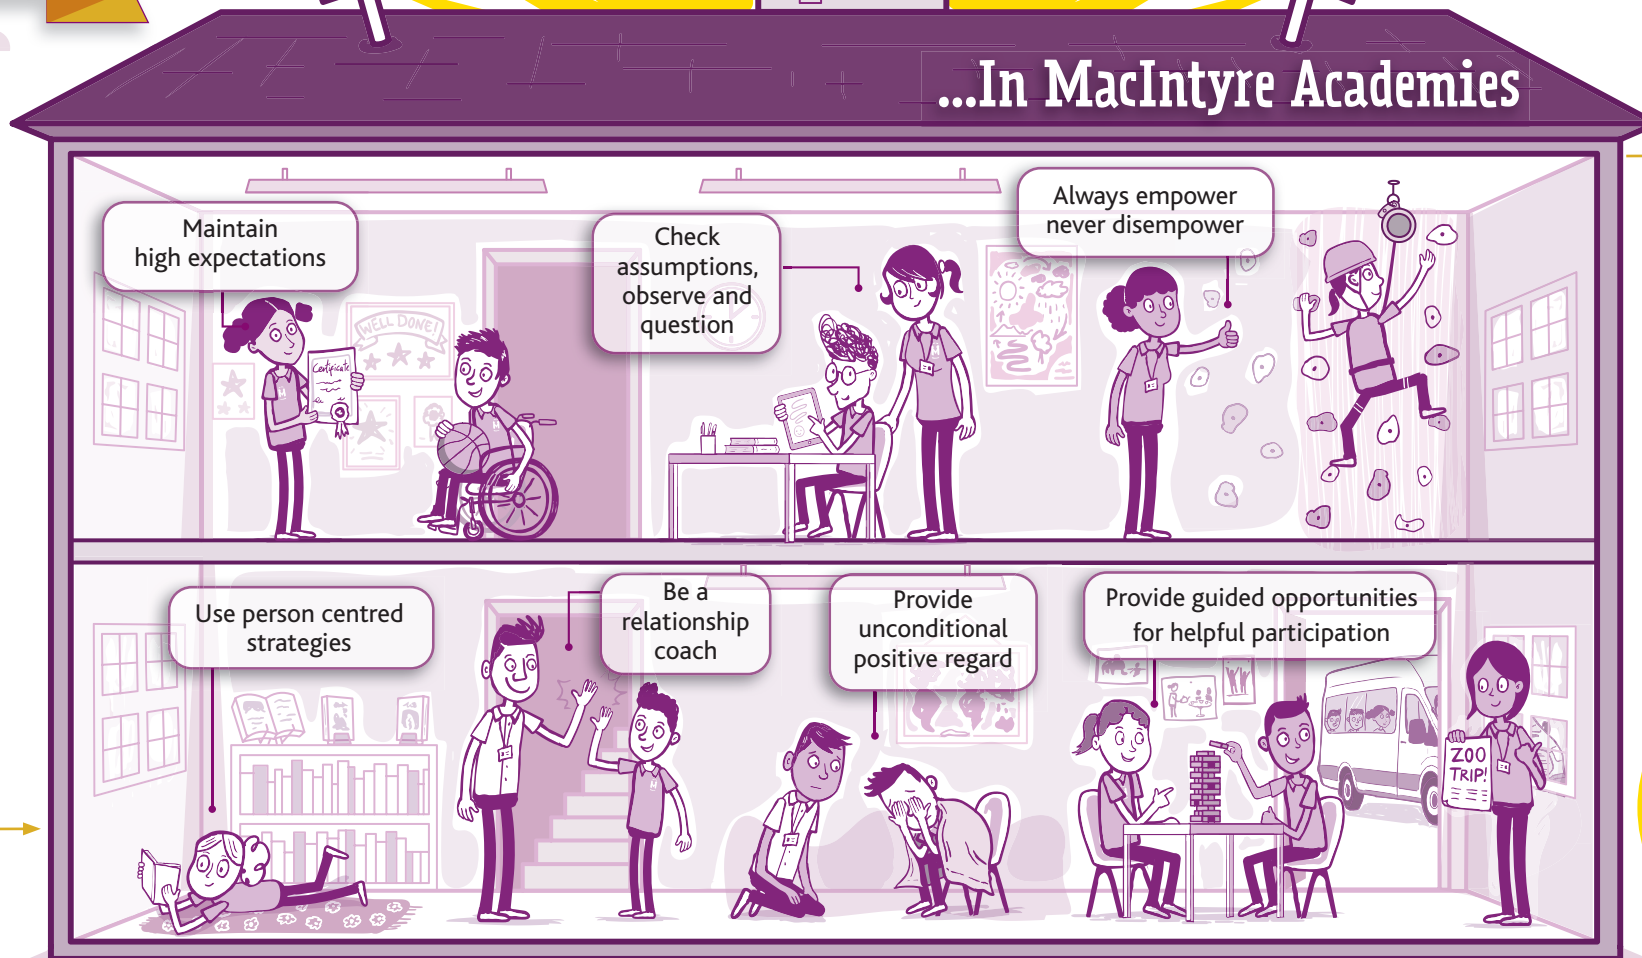 ...In MacIntyre Academies
Maintain
high expectations
Check
assumptions,
observe and
question
Always empower
never disempower
WELL DONE!
Certificate
Use person centred
strategies
Be a
relationship
coach
Provide
unconditional
positive regard
Provide guided opportunities
for helpful participation
ZOO
TRIP!